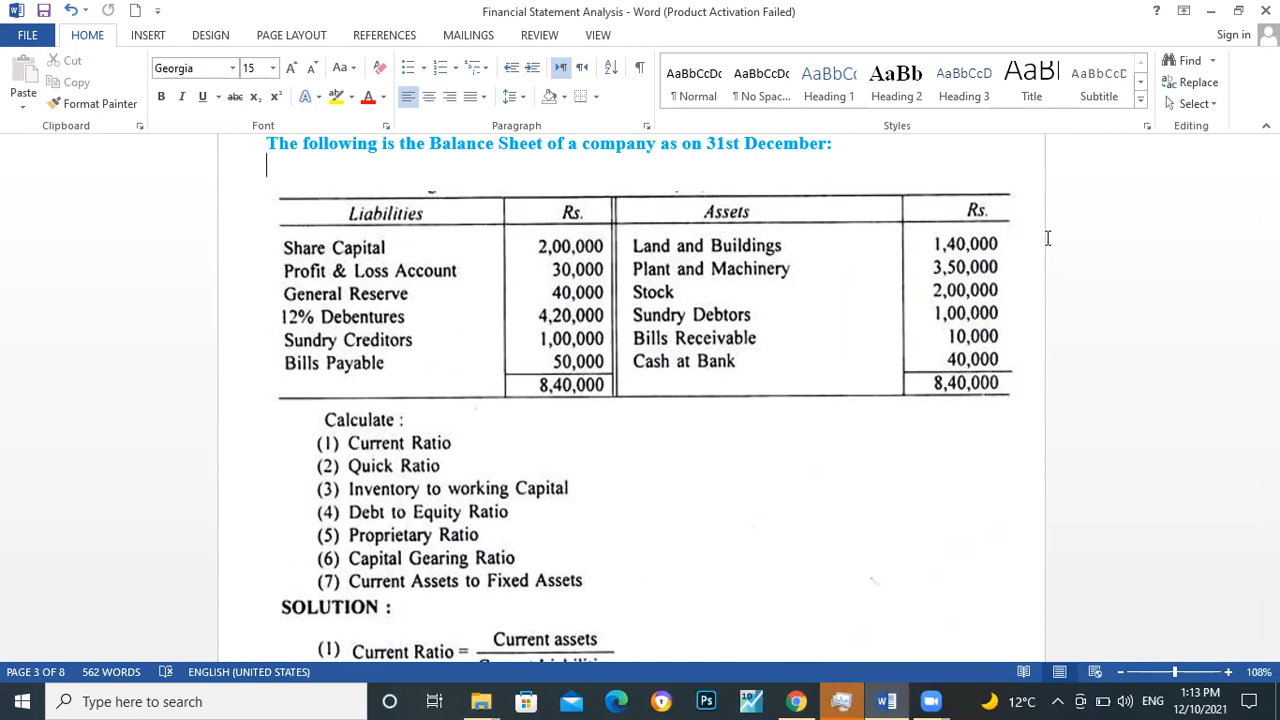 Financial Statement Analysis - Word (Product Activation Failed)
Sign in
FILE HOME INSERT DESIGN PAGE LAYOUT REFERENCES MAILINGS REVIEW VIEW
Paste
Cut
Copy
Format Painter
Clipboard
Georgia 15
Font
Paragraph
AaBbCcDc AaBbCcDc AaBbCc AaBb AaBbCcDc AaBb AaBbCcDc
¶ Normal ¶ No Spac... Heading 1 Heading 2 Heading 3 Title Subtitle
Styles
Find
Replace
Select
Editing
The following is the Balance Sheet of a company as on 31st December:
Liabilities Rs. Assets Rs.
Share Capital 2,00,000 Land and Buildings 1,40,000
Profit & Loss Account 30,000 Plant and Machinery 3,50,000
General Reserve 40,000 Stock 2,00,000
12% Debentures 4,20,000 Sundry Debtors 1,00,000
Sundry Creditors 1,00,000 Bills Receivable 10,000
Bills Payable 50,000 Cash at Bank 40,000
8,40,000 8,40,000
Calculate :
(1) Current Ratio
(2) Quick Ratio
(3) Inventory to working Capital
(4) Debt to Equity Ratio
(5) Proprietary Ratio
(6) Capital Gearing Ratio
(7) Current Assets to Fixed Assets
SOLUTION :
(1) Current Ratio = Current assets
PAGE 3 OF 8 562 WORDS ENGLISH (UNITED STATES) 108%
Type here to search
12°C ENG
1:13 PM
12/10/2021